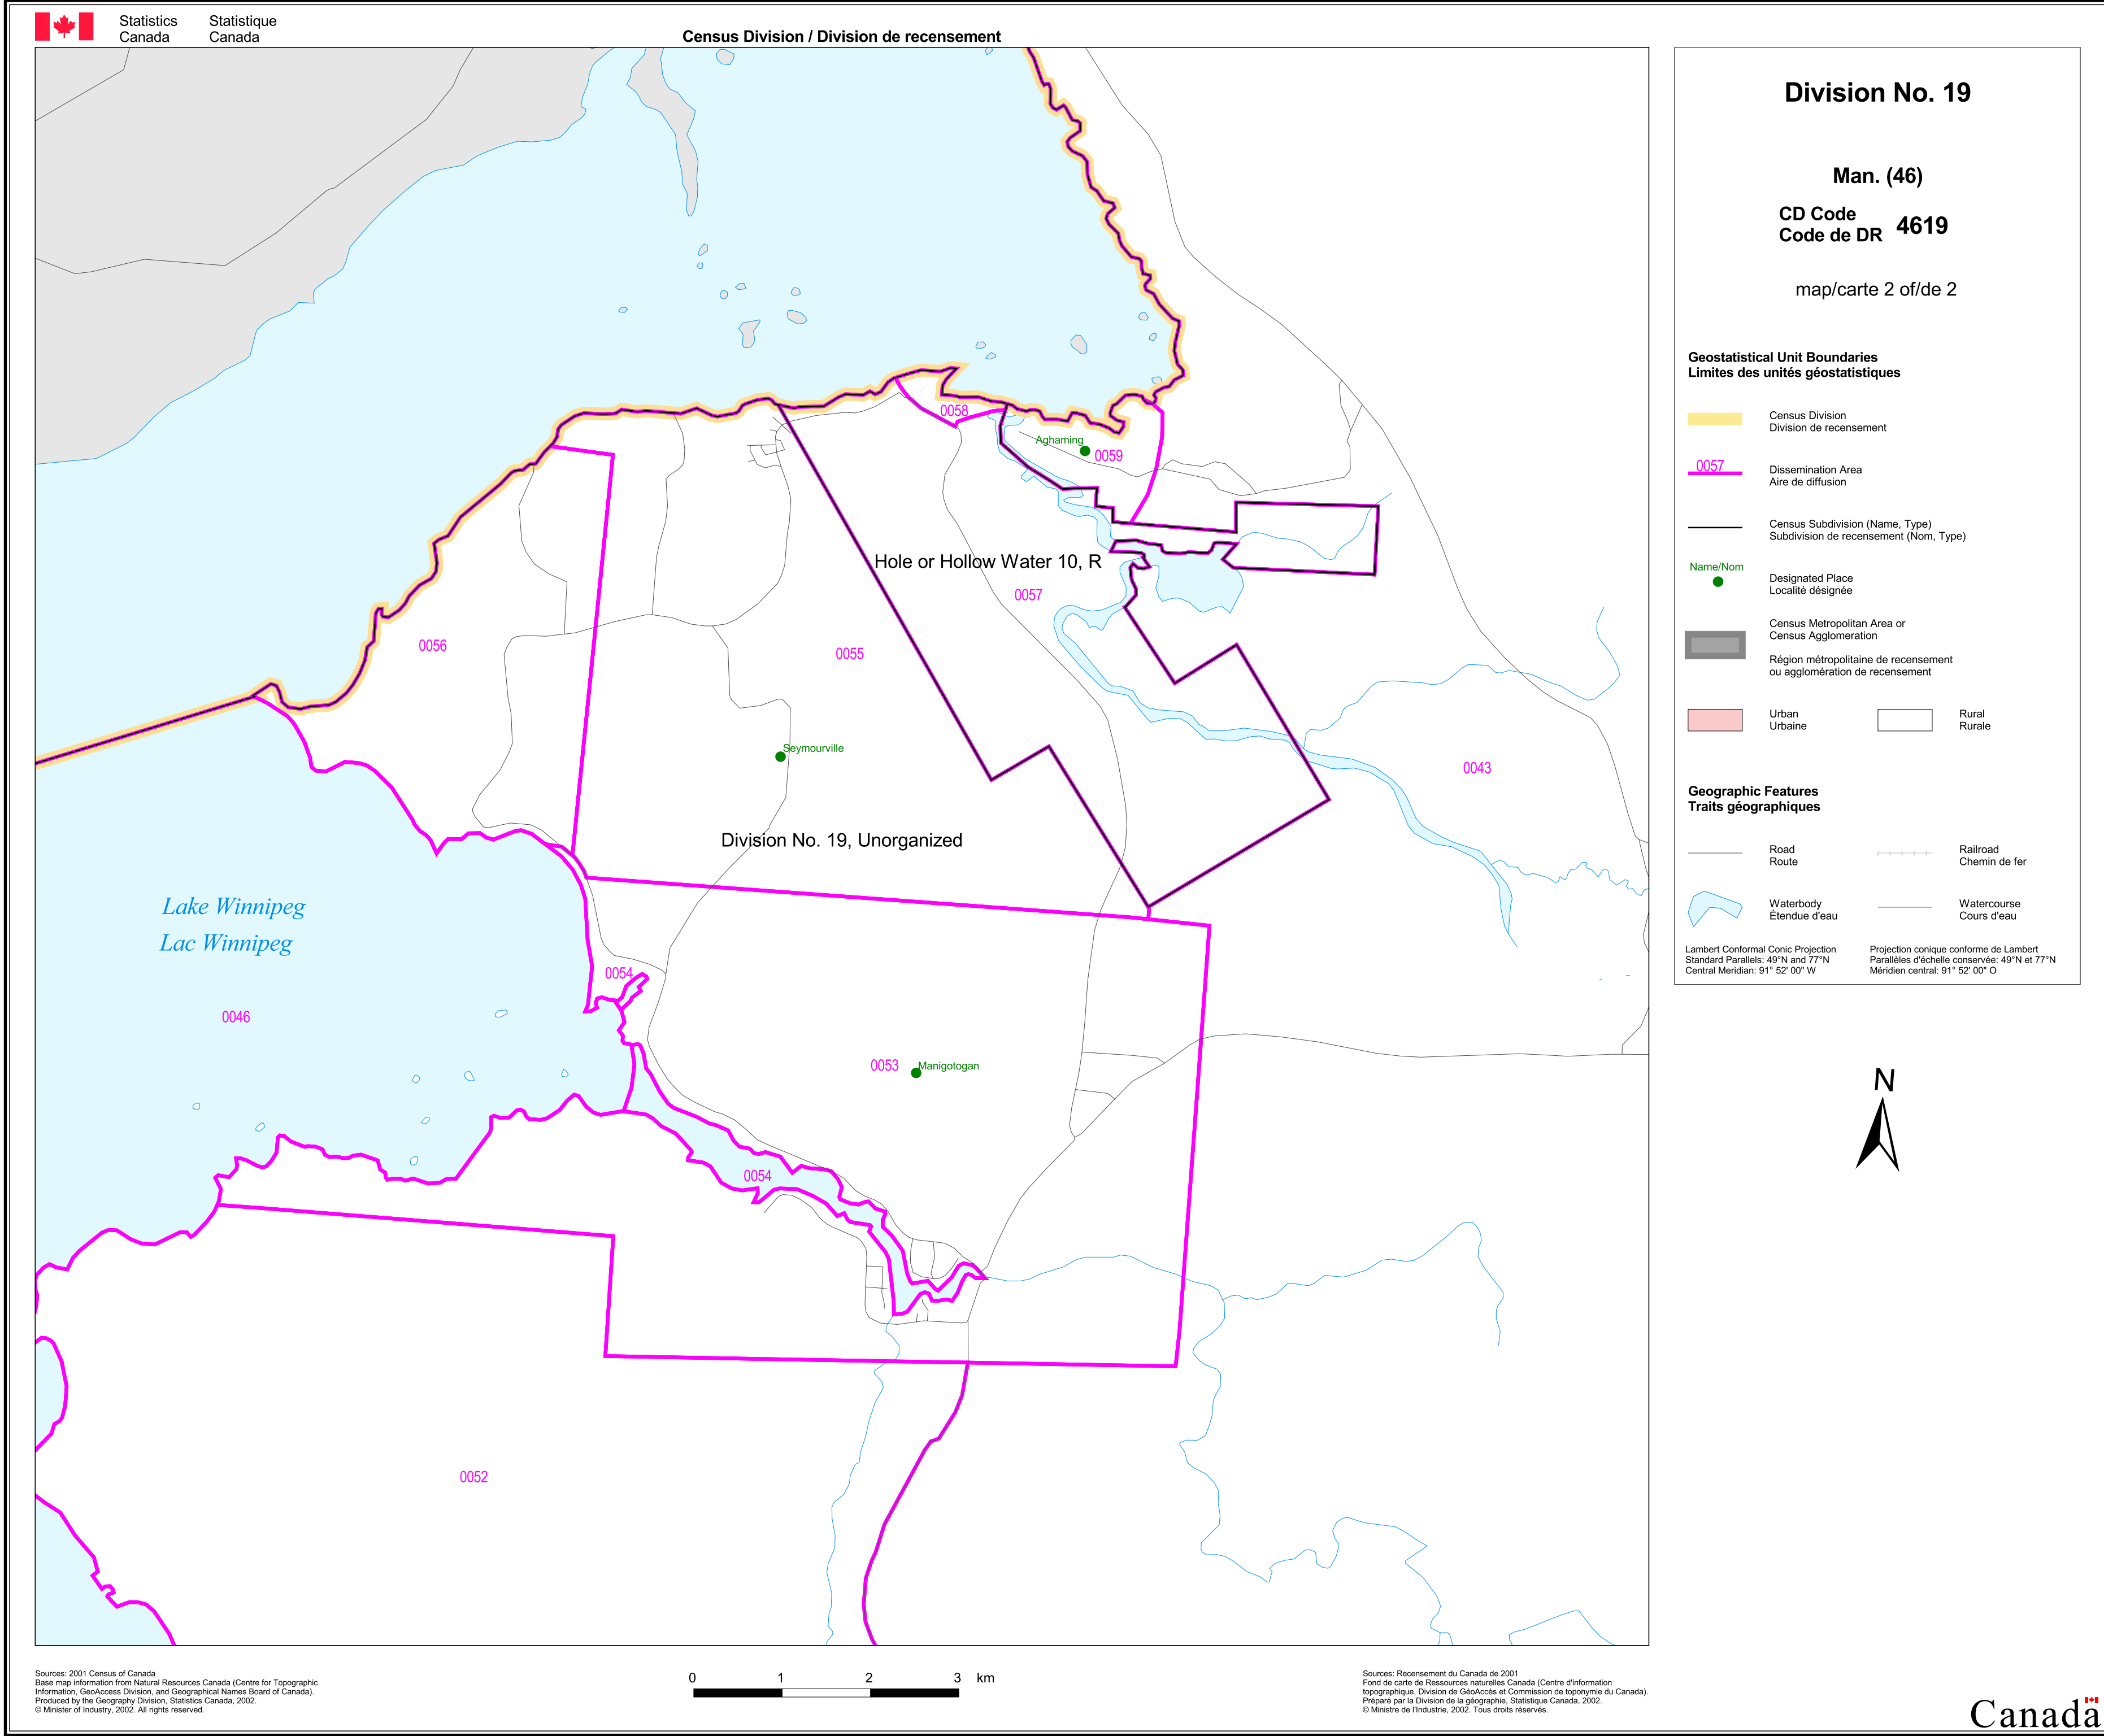 Statistics Statistique
Canada Canada
Census Division / Division de recensement
0058
Aghaming
0059
Hole or Hollow Water 10, R
0057
0056
0055
Seymourville
0043
Division No. 19, Unorganized
Lake Winnipeg
Lac Winnipeg
0054
0046
0053
Manigotogan
0054
0052
Division No. 19
Man. (46)
CD Code
Code de DR 4619
map/carte 2 of/de 2
Geostatistical Unit Boundaries
Limites des unités géostatistiques
Census Division
Division de recensement
0057
Dissemination Area
Aire de diffusion
Census Subdivision (Name, Type)
Subdivision de recensement (Nom, Type)
Name/Nom
Designated Place
Localité désignée
Census Metropolitan Area or
Census Agglomeration
Région métropolitaine de recensement
ou agglomération de recensement
Urban
Urbaine
Rural
Rurale
Geographic Features
Traits géographiques
Road
Route
Railroad
Chemin de fer
Waterbody
Étendue d'eau
Watercourse
Cours d'eau
Lambert Conformal Conic Projection
Standard Parallels: 49°N and 77°N
Central Meridian: 91° 52' 00" W
Projection conique conforme de Lambert
Parallèles d'échelle conservée: 49°N et 77°N
Méridien central: 91° 52' 00" O
N
Sources: 2001 Census of Canada
Base map information from Natural Resources Canada (Centre for Topographic
Information, GeoAccess Division, and Geographical Names Board of Canada).
Produced by the Geography Division, Statistics Canada, 2002.
© Minister of Industry, 2002. All rights reserved.
0 1 2 3 km
Sources: Recensement du Canada de 2001
Fond de carte de Ressources naturelles Canada (Centre d'information
topographique, Division de GéoAccès et Commission de toponymie du Canada).
Préparé par la Division de la géographie, Statistique Canada, 2002.
© Ministre de l'Industrie, 2002. Tous droits réservés.
Canada